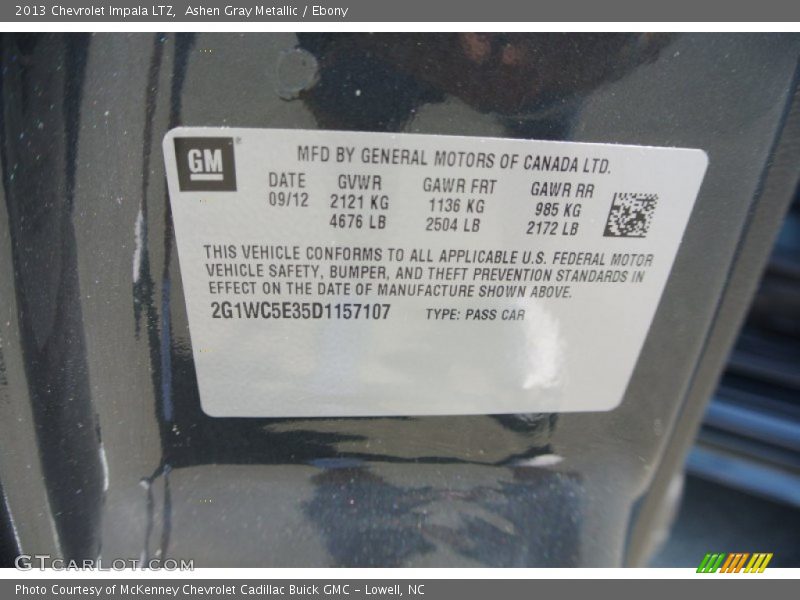 2013 Chevrolet Impala LTZ, Ashen Gray Metallic / Ebony
GM
MFD BY GENERAL MOTORS OF CANADA LTD.
DATE GVWR GAWR FRT GAWR RR
09/12 2121 KG 1136 KG 985 KG
4676 LB 2504 LB 2172 LB
THIS VEHICLE CONFORMS TO ALL APPLICABLE U.S. FEDERAL MOTOR
VEHICLE SAFETY, BUMPER, AND THEFT PREVENTION STANDARDS IN
EFFECT ON THE DATE OF MANUFACTURE SHOWN ABOVE.
2G1WC5E35D1157107 TYPE: PASS CAR
GTCARLOT.COM
Photo Courtesy of McKenney Chevrolet Cadillac Buick GMC - Lowell, NC